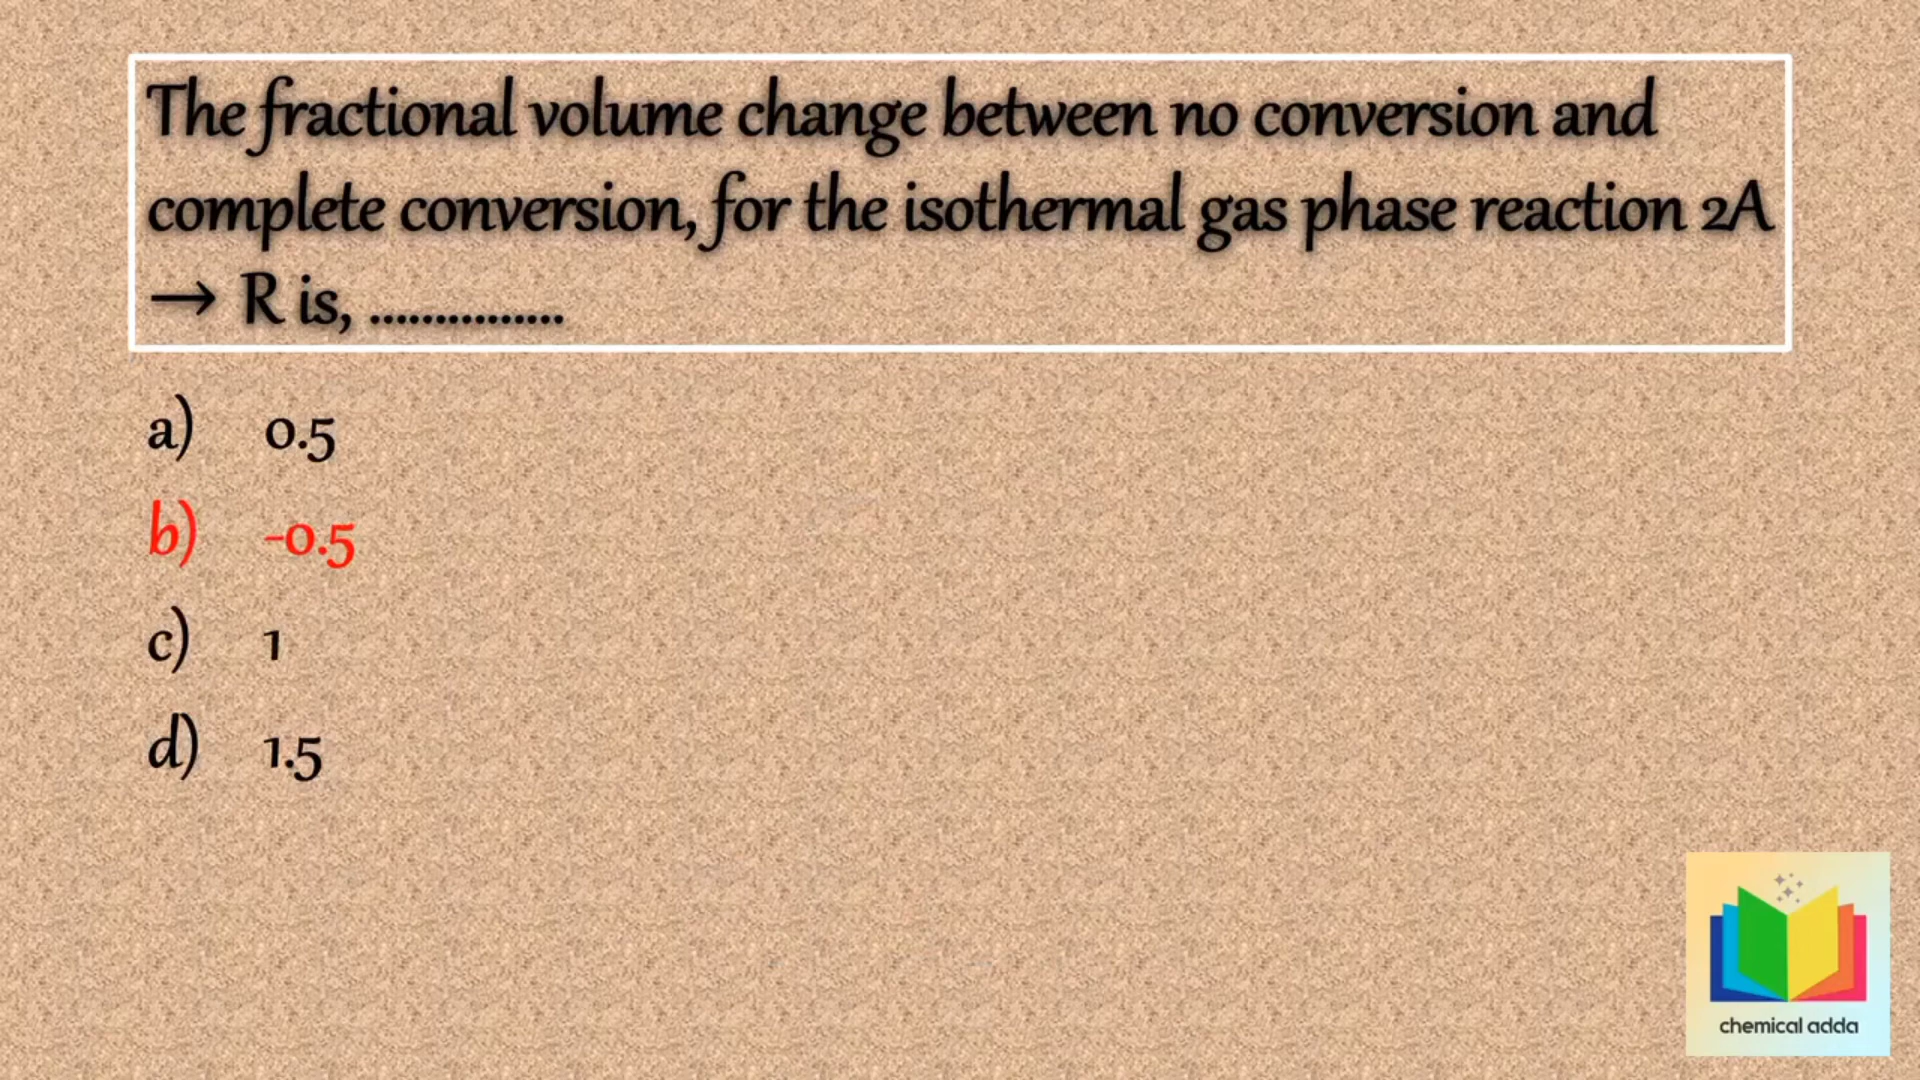 The fractional volume change between no conversion and
complete conversion, for the isothermal gas phase reaction 2A
→ R is, ...............
a) 0.5
b) -0.5
c) 1
d) 1.5
chemical adda